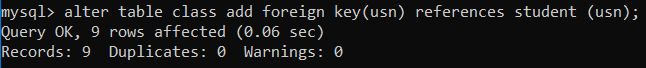 mysql> alter table class add foreign key(usn) references student (usn);
Query OK, 9 rows affected (0.06 sec)
Records: 9  Duplicates: 0  Warnings: 0